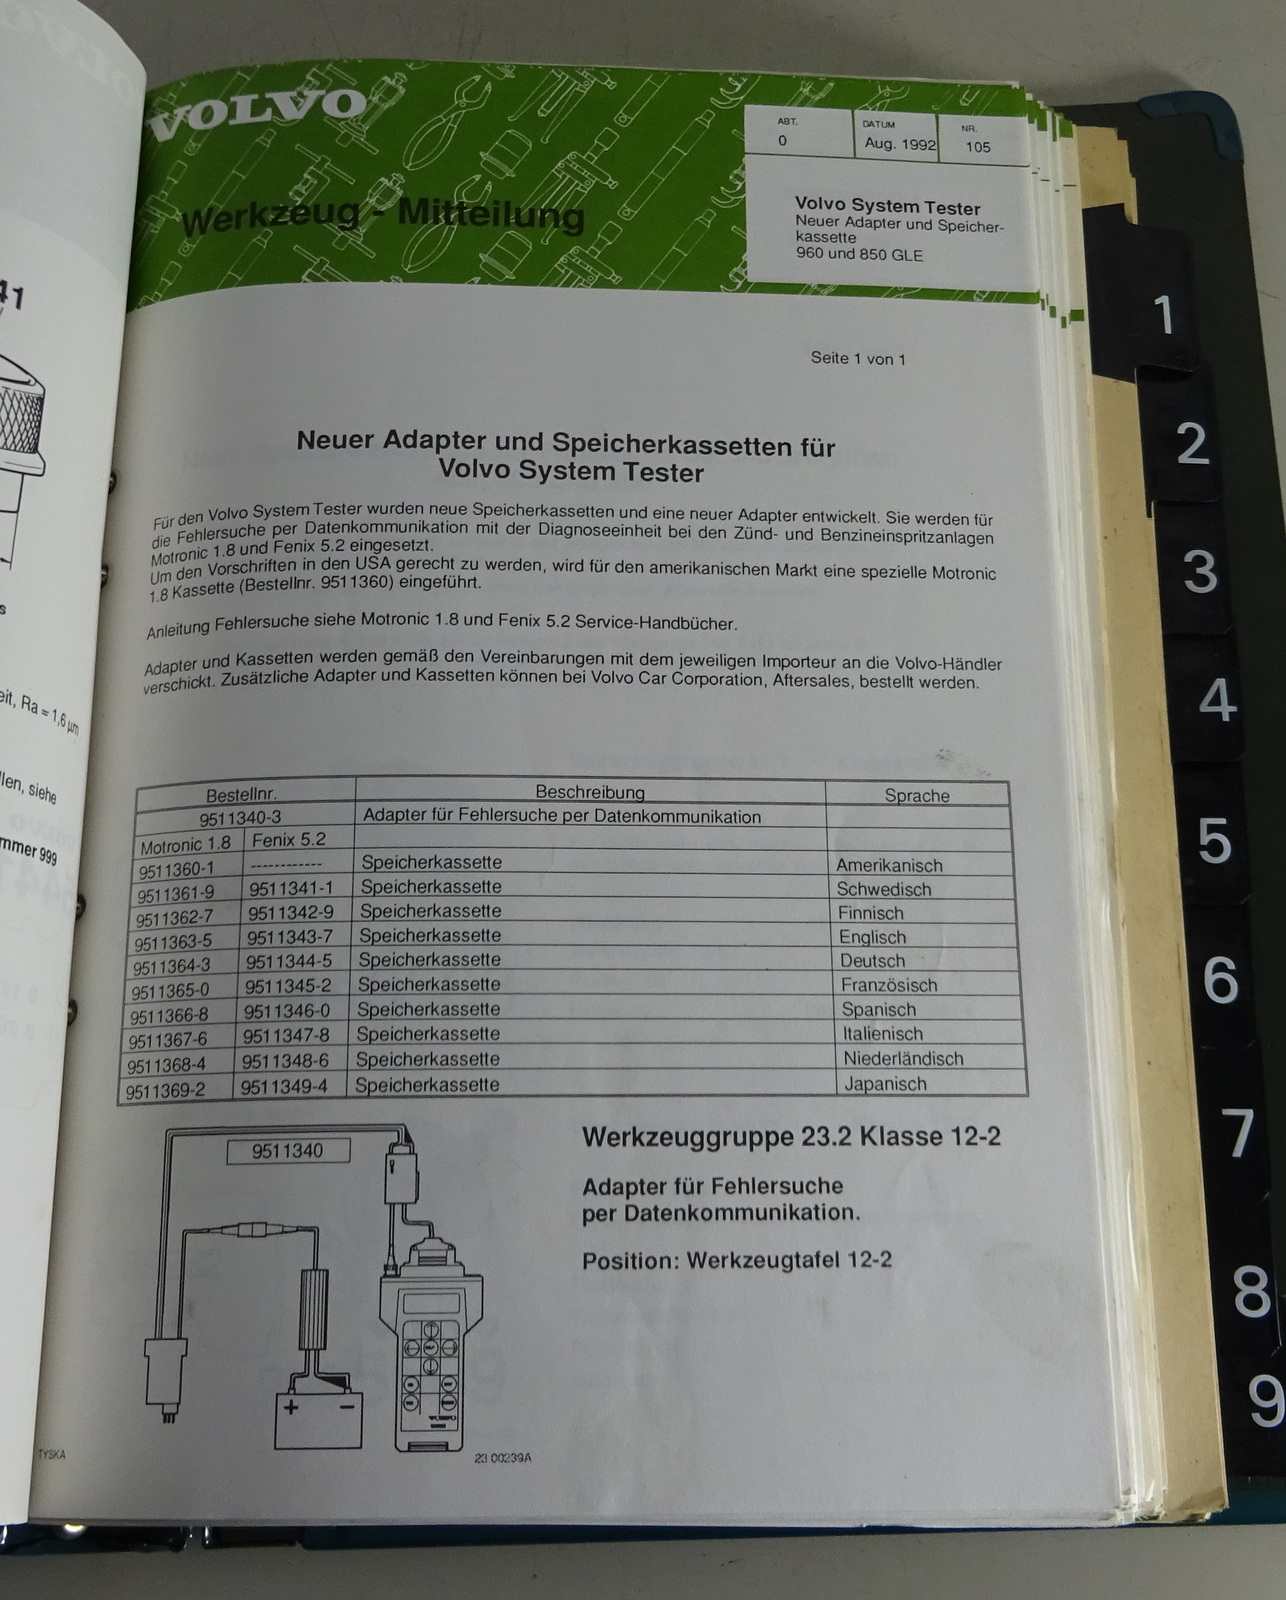 VOLVO
Werkzeug - Mitteilung
ABT.
0
DATUM
Aug. 1992
NR.
105
Volvo System Tester
Neuer Adapter und Speicher-
kassette
960 und 850 GLE
Seite 1 von 1
Neuer Adapter und Speicherkassetten für
Volvo System Tester
Für den Volvo System Tester wurden neue Speicherkassetten und eine neuer Adapter entwickelt. Sie werden für
die Fehlersuche per Datenkommunikation mit der Diagnoseeinheit bei den Zünd- und Benzineinspritzanlagen
Motronic 1.8 und Fenix 5.2 eingesetzt.
Um den Vorschriften in den USA gerecht zu werden, wird für den amerikanischen Markt eine spezielle Motronic
1.8 Kassette (Bestellnr. 9511360) eingeführt.
Anleitung Fehlersuche siehe Motronic 1.8 und Fenix 5.2 Service-Handbücher.
Adapter und Kassetten werden gemäß den Vereinbarungen mit dem jeweiligen Importeur an die Volvo-Händler
verschickt. Zusätzliche Adapter und Kassetten können bei Volvo Car Corporation, Aftersales, bestellt werden.
Bestellnr. Beschreibung Sprache
9511340-3 Adapter für Fehlersuche per Datenkommunikation
Motronic 1.8 Fenix 5.2
9511360-1 ------------ Speicherkassette Amerikanisch
9511361-9 9511341-1 Speicherkassette Schwedisch
9511362-7 9511342-9 Speicherkassette Finnisch
9511363-5 9511343-7 Speicherkassette Englisch
9511364-3 9511344-5 Speicherkassette Deutsch
9511365-0 9511345-2 Speicherkassette Französisch
9511366-8 9511346-0 Speicherkassette Spanisch
9511367-6 9511347-8 Speicherkassette Italienisch
9511368-4 9511348-6 Speicherkassette Niederländisch
9511369-2 9511349-4 Speicherkassette Japanisch
9511340
+ −
23 00239A
Werkzeuggruppe 23.2 Klasse 12-2
Adapter für Fehlersuche
per Datenkommunikation.
Position: Werkzeugtafel 12-2
TYSKA
41
s
eit, Ra = 1,6 µm
llen, siehe
mmer 999
1
2
3
4
5
6
7
8
9